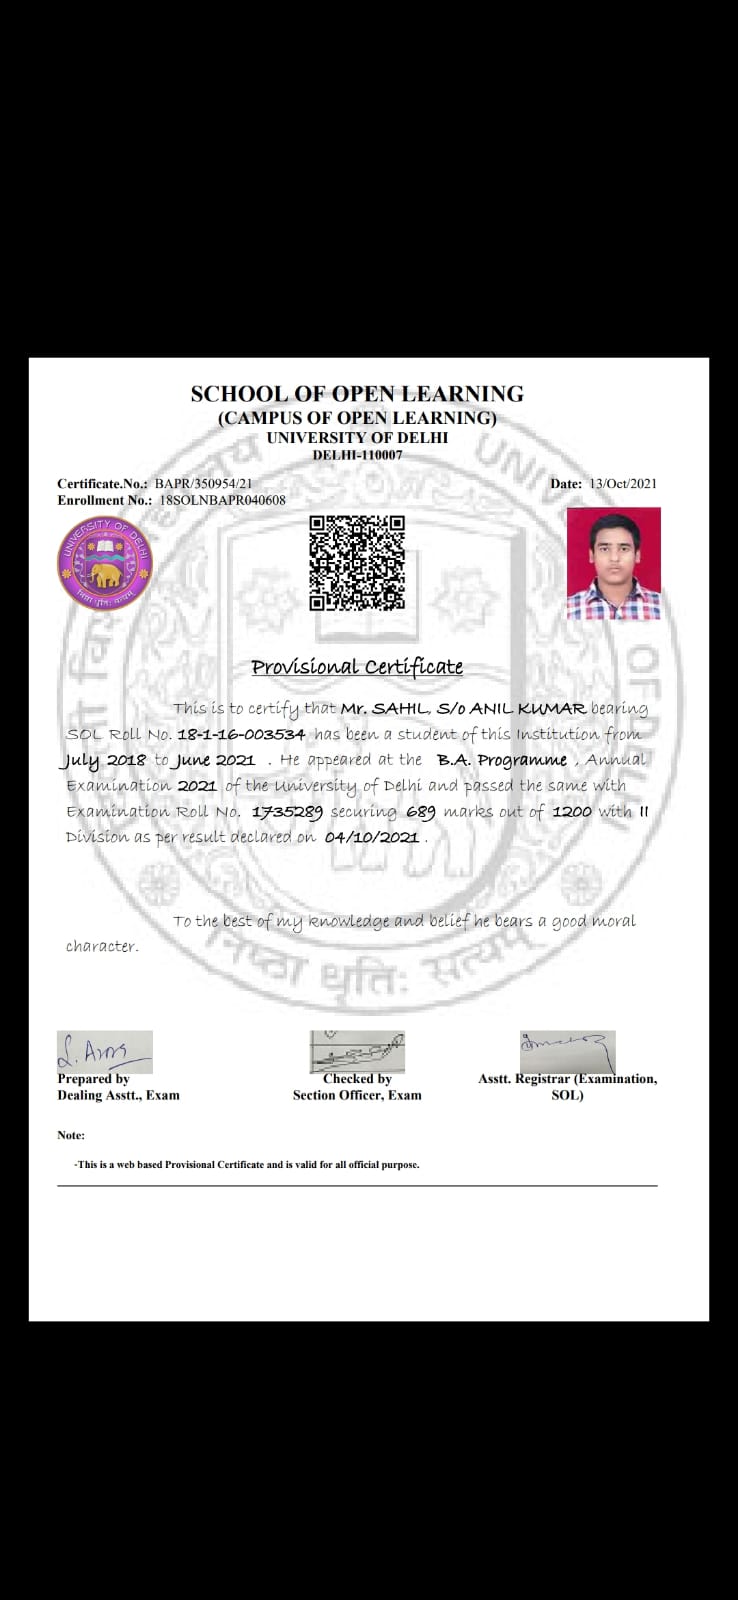 SCHOOL OF OPEN LEARNING
(CAMPUS OF OPEN LEARNING)
UNIVERSITY OF DELHI
DELHI-110007
Certificate.No.: BAPR/350954/21 Date: 13/Oct/2021
Enrollment No.: 18SOLNBAPR040608
UNIVERSITY OF DELHI
निष्ठा धृतिः सत्यम्
Provisional Certificate
This is to certify that Mr. SAHIL, S/o ANIL KUMAR bearing
SOL Roll No. 18-1-16-003534 has been a student of this Institution from
July 2018 to June 2021 . He appeared at the B.A. Programme , Annual
Examination 2021 of the University of Delhi and passed the same with
Examination Roll No. 1735289 securing 689 marks out of 1200 with II
Division as per result declared on 04/10/2021 .
To the best of my knowledge and belief he bears a good moral
character.
निष्ठा धृतिः सत्यम्
Prepared by Checked by Asstt. Registrar (Examination,
Dealing Asstt., Exam Section Officer, Exam SOL)
Note:
-This is a web based Provisional Certificate and is valid for all official purpose.